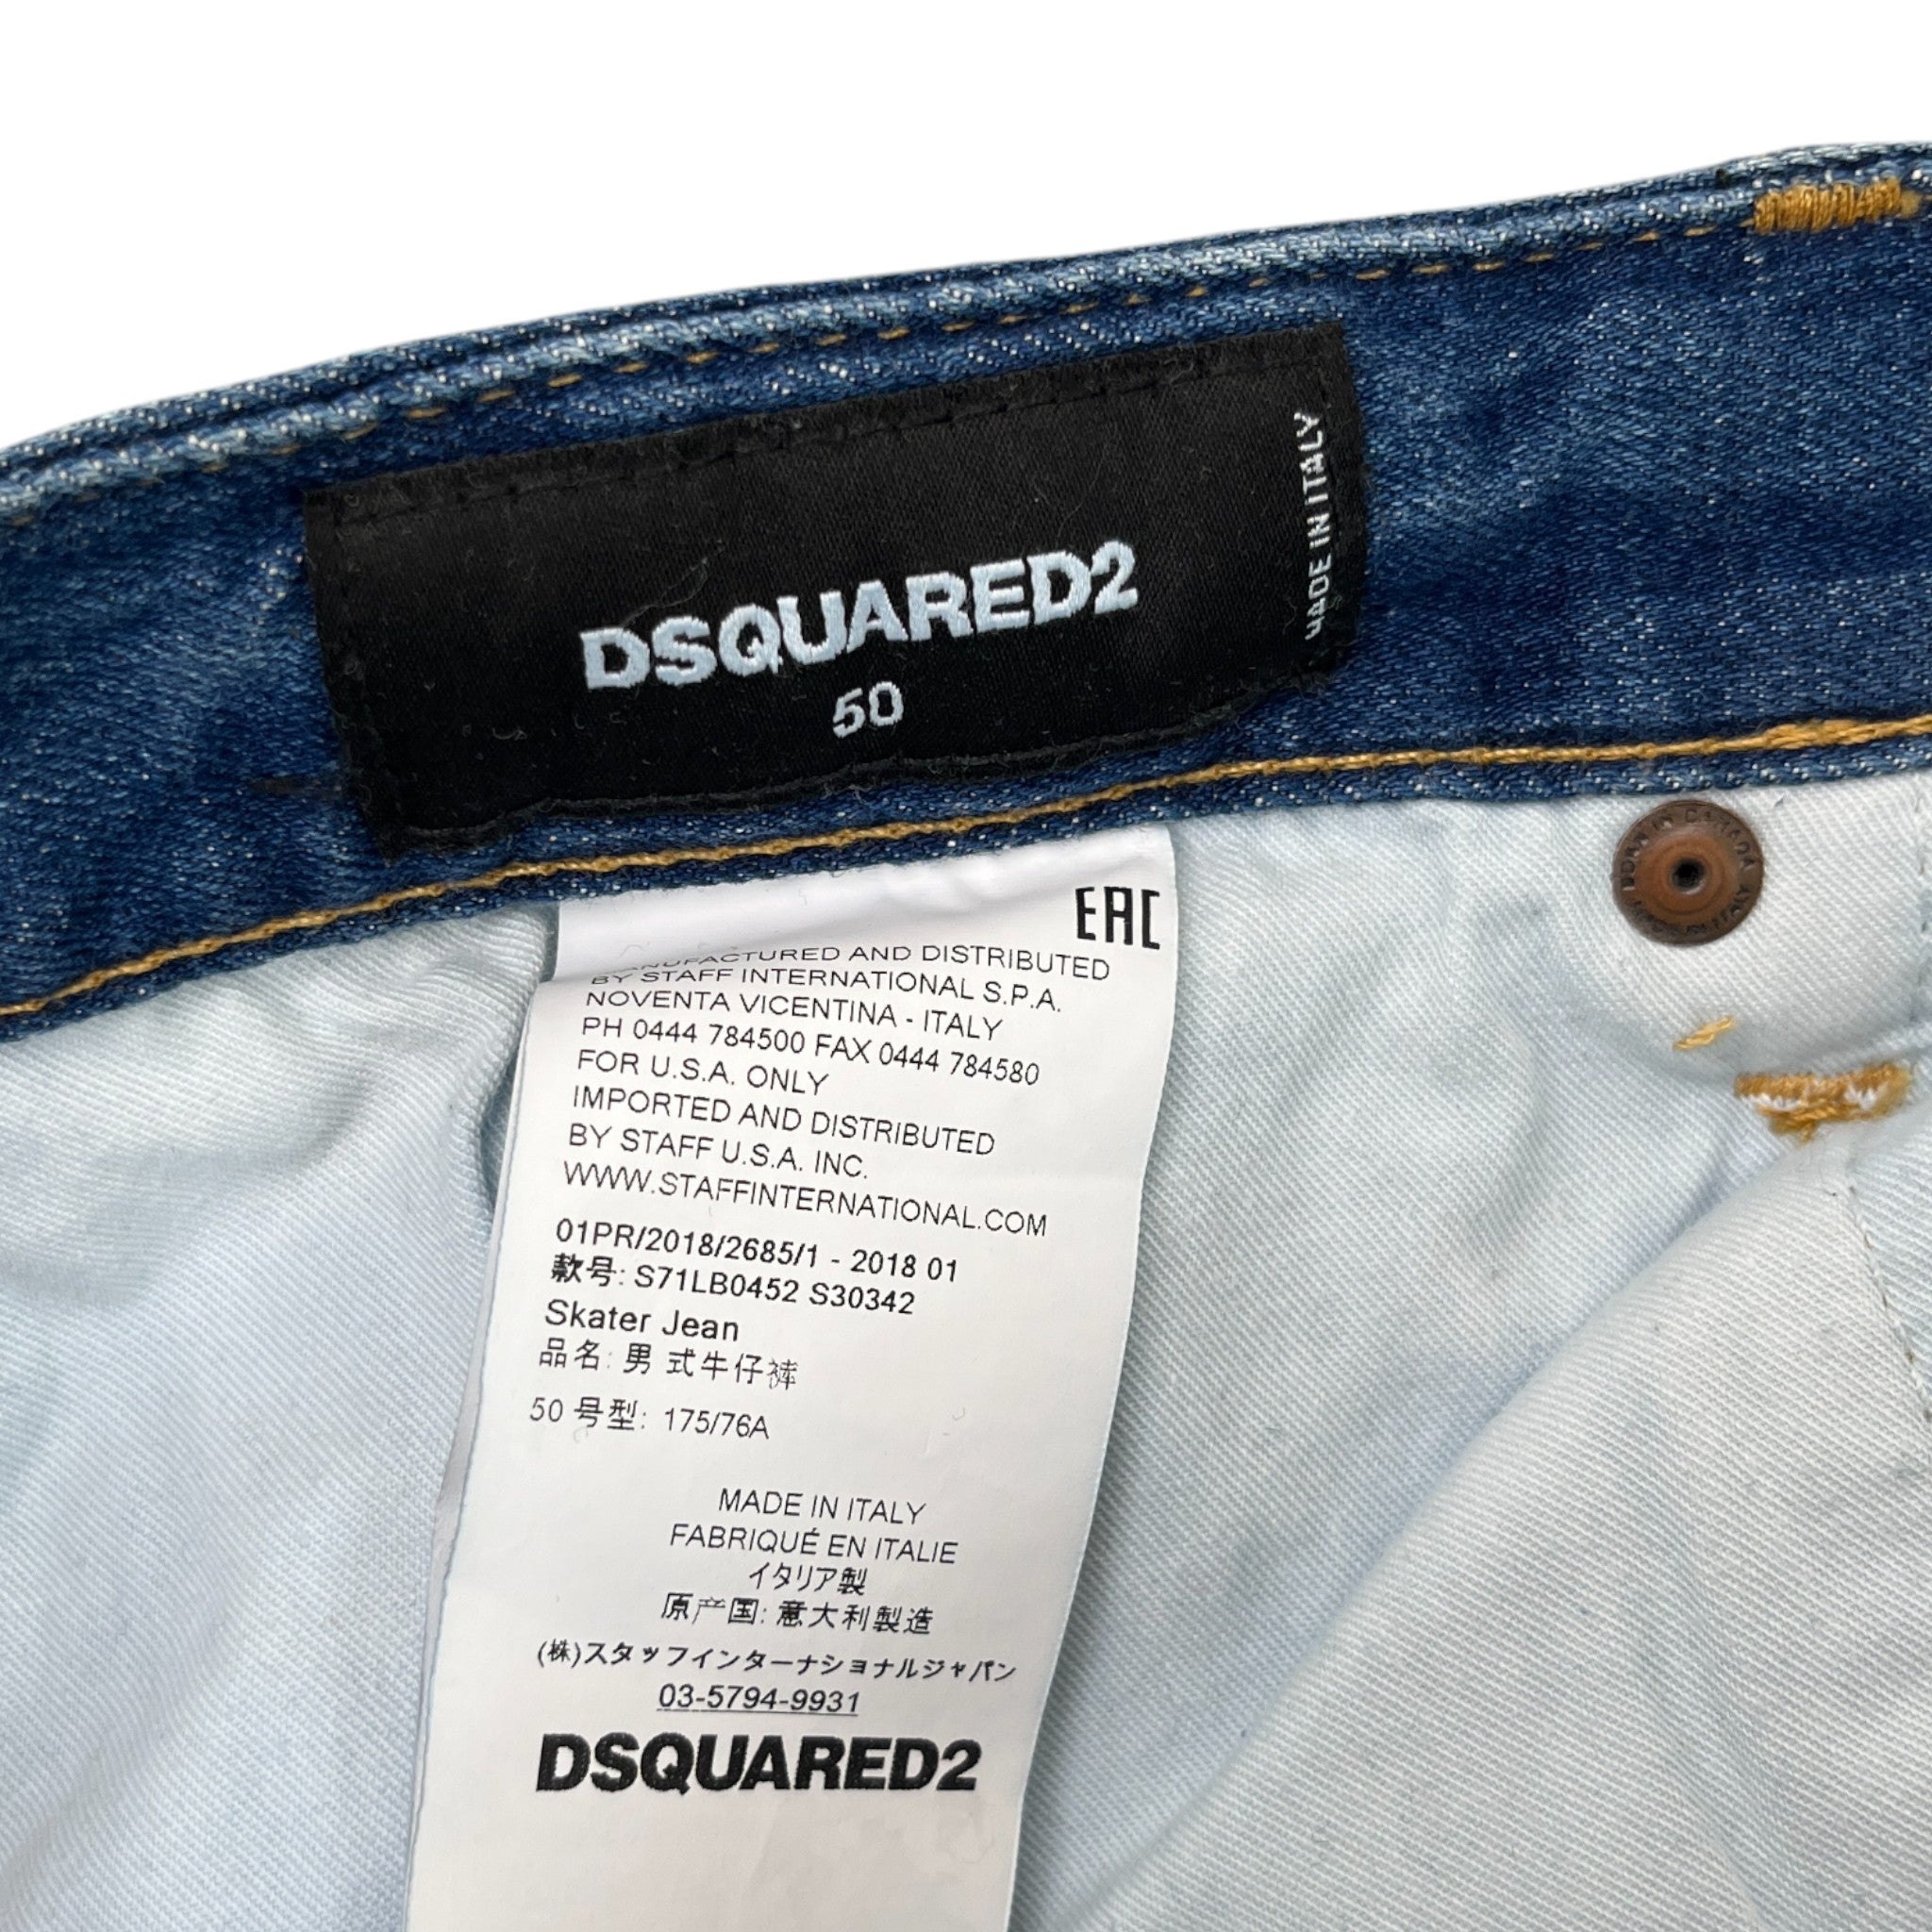 DSQUARED2
50
MADE IN ITALY
EAC
MANUFACTURED AND DISTRIBUTED
BY STAFF INTERNATIONAL S.P.A.
NOVENTA VICENTINA - ITALY
PH 0444 784500 FAX 0444 784580
FOR U.S.A. ONLY
IMPORTED AND DISTRIBUTED
BY STAFF U.S.A. INC.
WWW.STAFFINTERNATIONAL.COM
01PR/2018/2685/1 - 2018 01
款号: S71LB0452 S30342
Skater Jean
品名: 男 式牛仔裤
50 号型: 175/76A
MADE IN ITALY
FABRIQUÉ EN ITALIE
イタリア製
原产国: 意大利製造
(株)スタッフインターナショナルジャパン
03-5794-9931
DSQUARED2
BORN IN CANADA